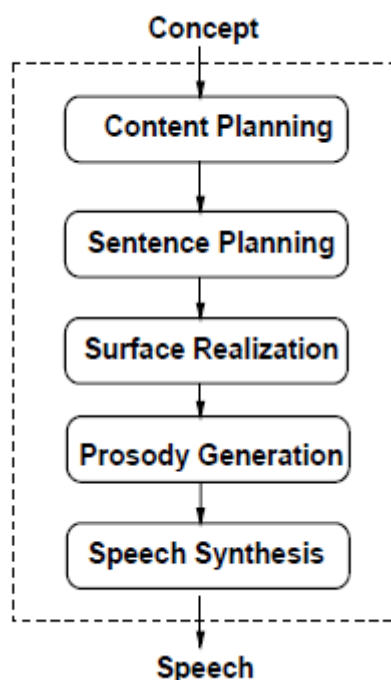 Concept
Content Planning
Sentence Planning
Surface Realization
Prosody Generation
Speech Synthesis
Speech